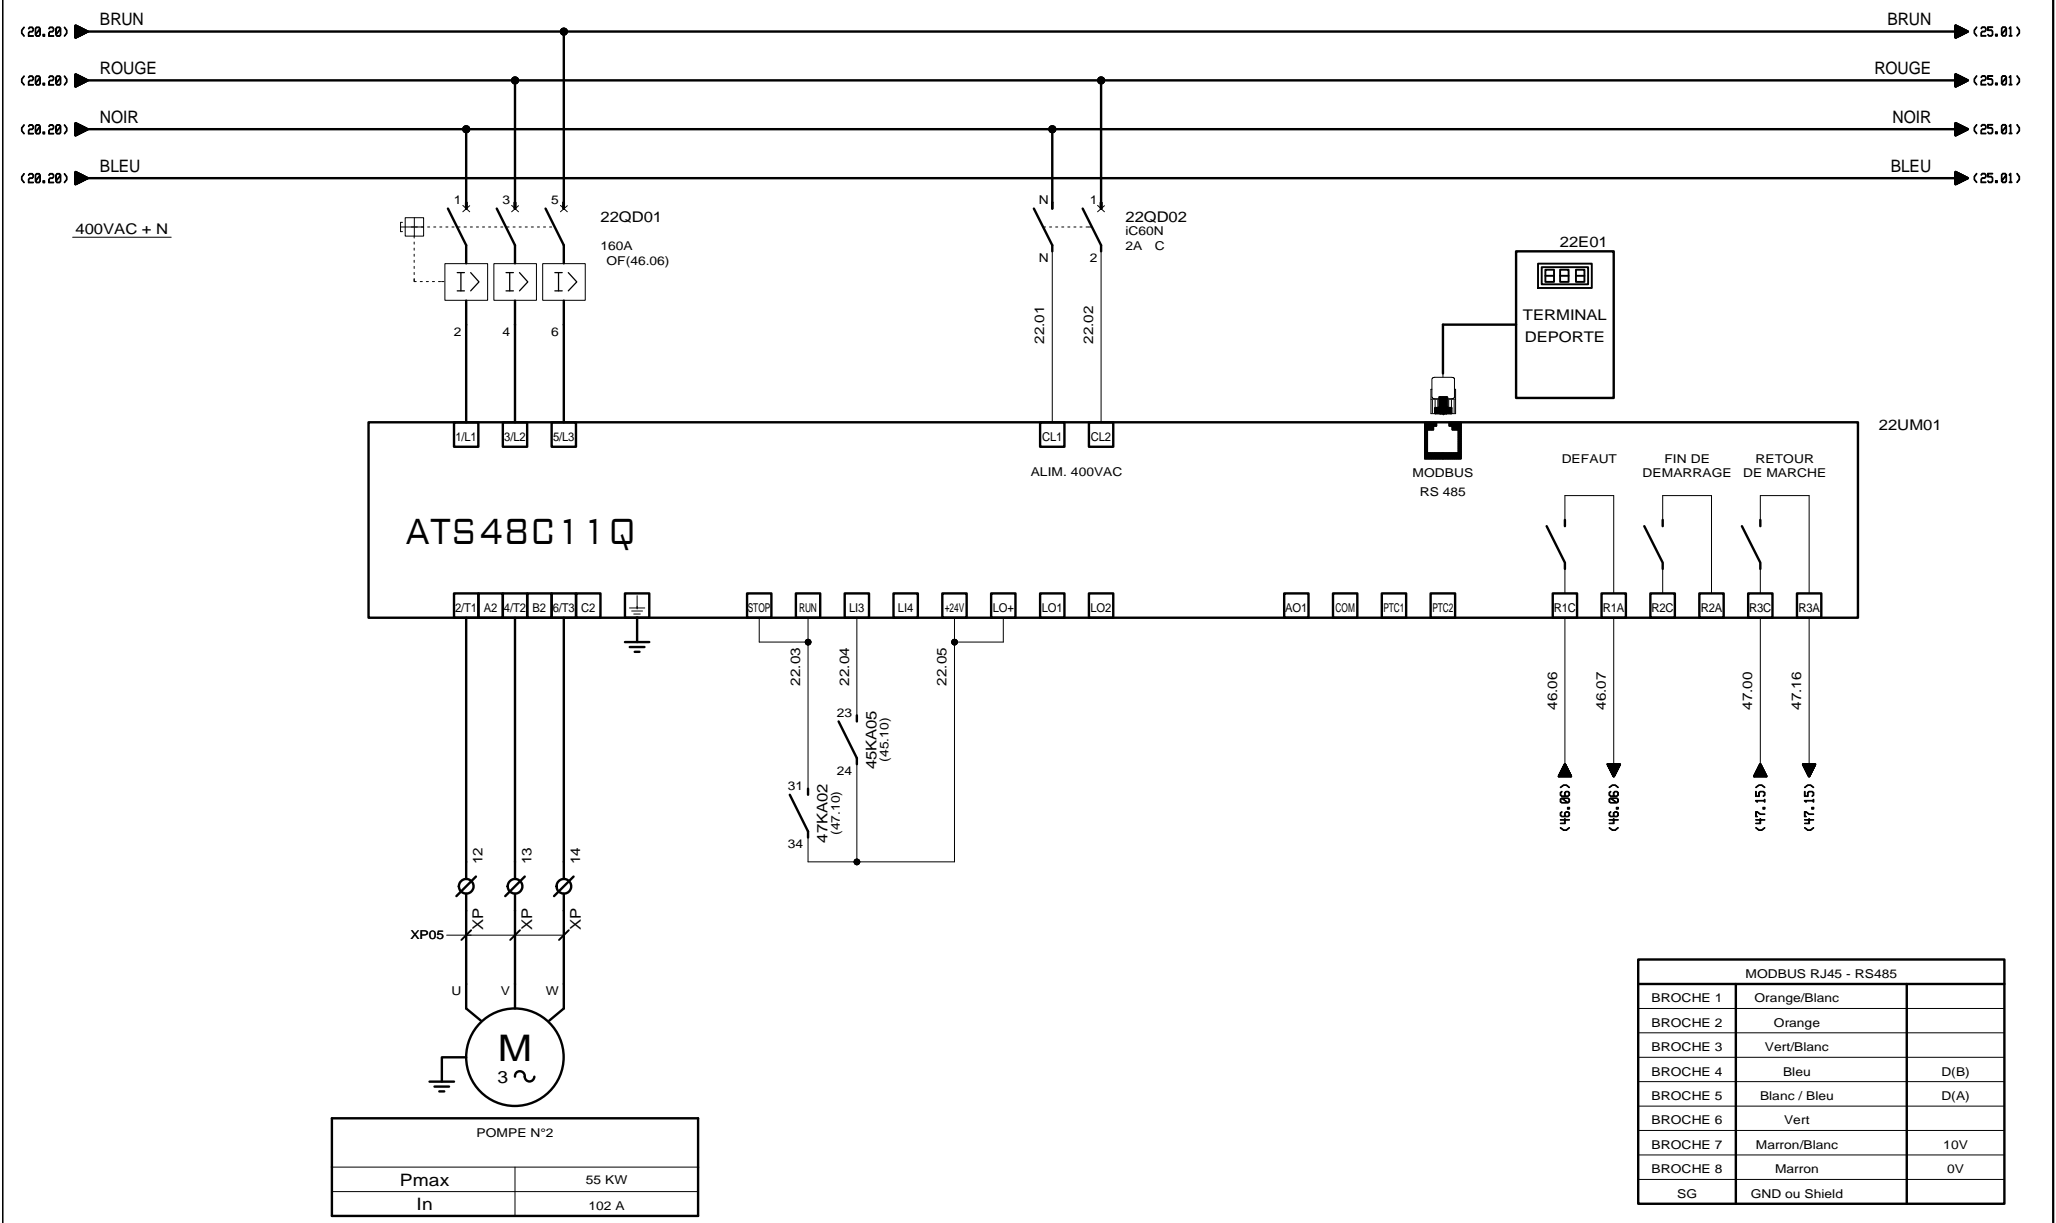 BRUN BRUN
(20.20) (25.01)
ROUGE ROUGE
(20.20) (25.01)
NOIR NOIR
(20.20) (25.01)
BLEU BLEU
(20.20) (25.01)
400VAC + N
1 3 5
22QD01
160A
OF(46.06)
I> I> I>
2 4 6
N 1
22QD02
iC60N
2A C
N 2
22.01 22.02
22E01
888
TERMINAL
DEPORTE
22UM01
1/L1 3/L2 5/L3 CL1 CL2
ALIM. 400VAC
MODBUS
RS 485
DEFAUT
FIN DE
DEMARRAGE
RETOUR
DE MARCHE
ATS48C11Q
2/T1 A2 4/T2 B2 6/T3 C2 STOP RUN LI3 LI4 +24V LO+ LO1 LO2 AO1 COM PTC1 PTC2 R1C R1A R2C R2A R3C R3A
22.03 22.04 22.05
46.06 46.07 47.00 47.16
23
45KA05
(45.10)
24
31
47KA02
(47.10)
34
(46.06) (46.06) (47.15) (47.15)
12 13 14
XP XP XP
XP05
U V W
M
3
POMPE N°2
Pmax 55 KW
In 102 A
MODBUS RJ45 - RS485
BROCHE 1 Orange/Blanc
BROCHE 2 Orange
BROCHE 3 Vert/Blanc
BROCHE 4 Bleu D(B)
BROCHE 5 Blanc / Bleu D(A)
BROCHE 6 Vert
BROCHE 7 Marron/Blanc 10V
BROCHE 8 Marron 0V
SG GND ou Shield